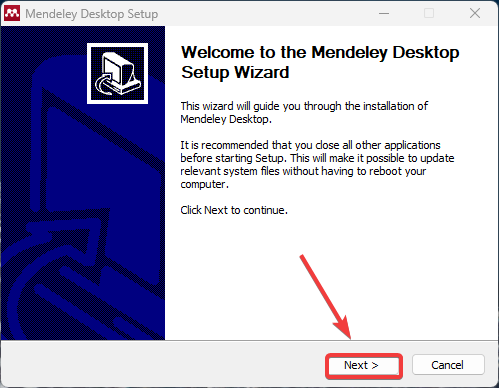 Mendeley Desktop Setup
Welcome to the Mendeley Desktop
Setup Wizard
This wizard will guide you through the installation of
Mendeley Desktop.
It is recommended that you close all other applications
before starting Setup. This will make it possible to update
relevant system files without having to reboot your
computer.
Click Next to continue.
Next >
Cancel